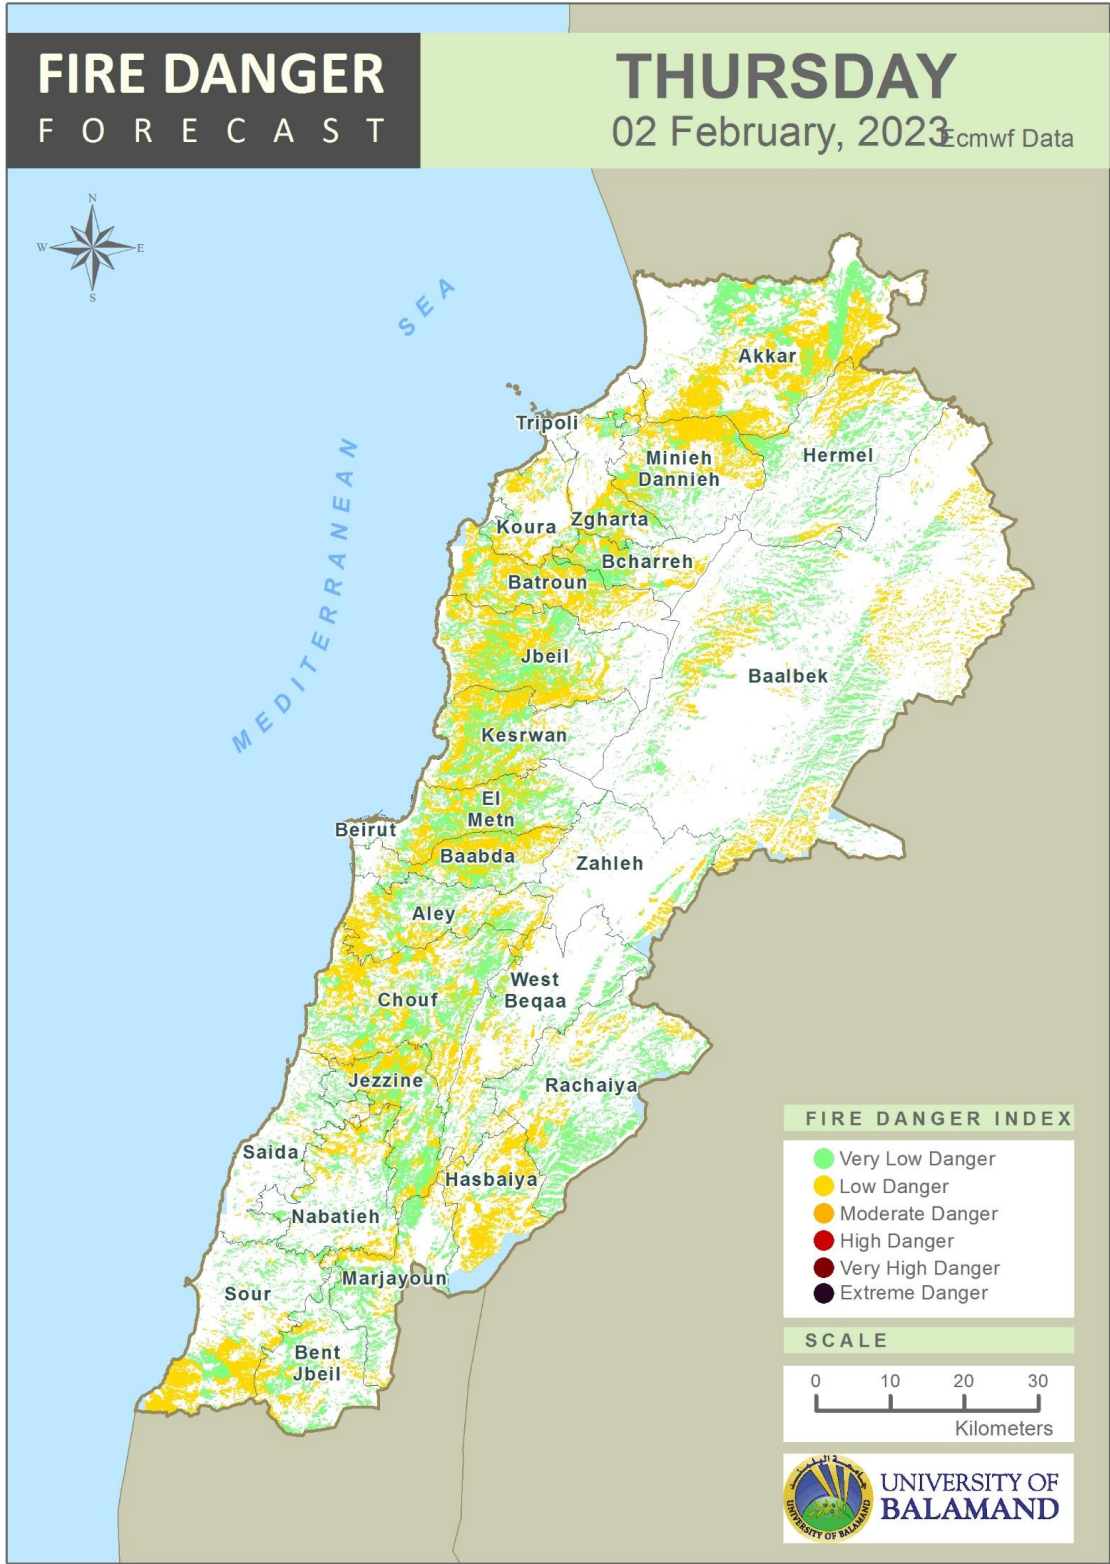 FIRE DANGER
FORECAST
THURSDAY
02 February, 2023
Ecmwf Data
N
W
E
S
MEDITERRANEAN
SEA
Akkar
Tripoli
Minieh
Dannieh
Hermel
Koura
Zgharta
Bcharreh
Batroun
Jbeil
Baalbek
Kesrwan
El
Metn
Beirut
Baabda
Zahleh
Aley
West
Beqaa
Chouf
Jezzine
Rachaiya
Saida
Hasbaiya
Nabatieh
Marjayoun
Sour
Bent
Jbeil
FIRE DANGER INDEX
Very Low Danger
Low Danger
Moderate Danger
High Danger
Very High Danger
Extreme Danger
SCALE
0 10 20 30
Kilometers
UNIVERSITY OF BALAMAND
UNIVERSITY OF
BALAMAND